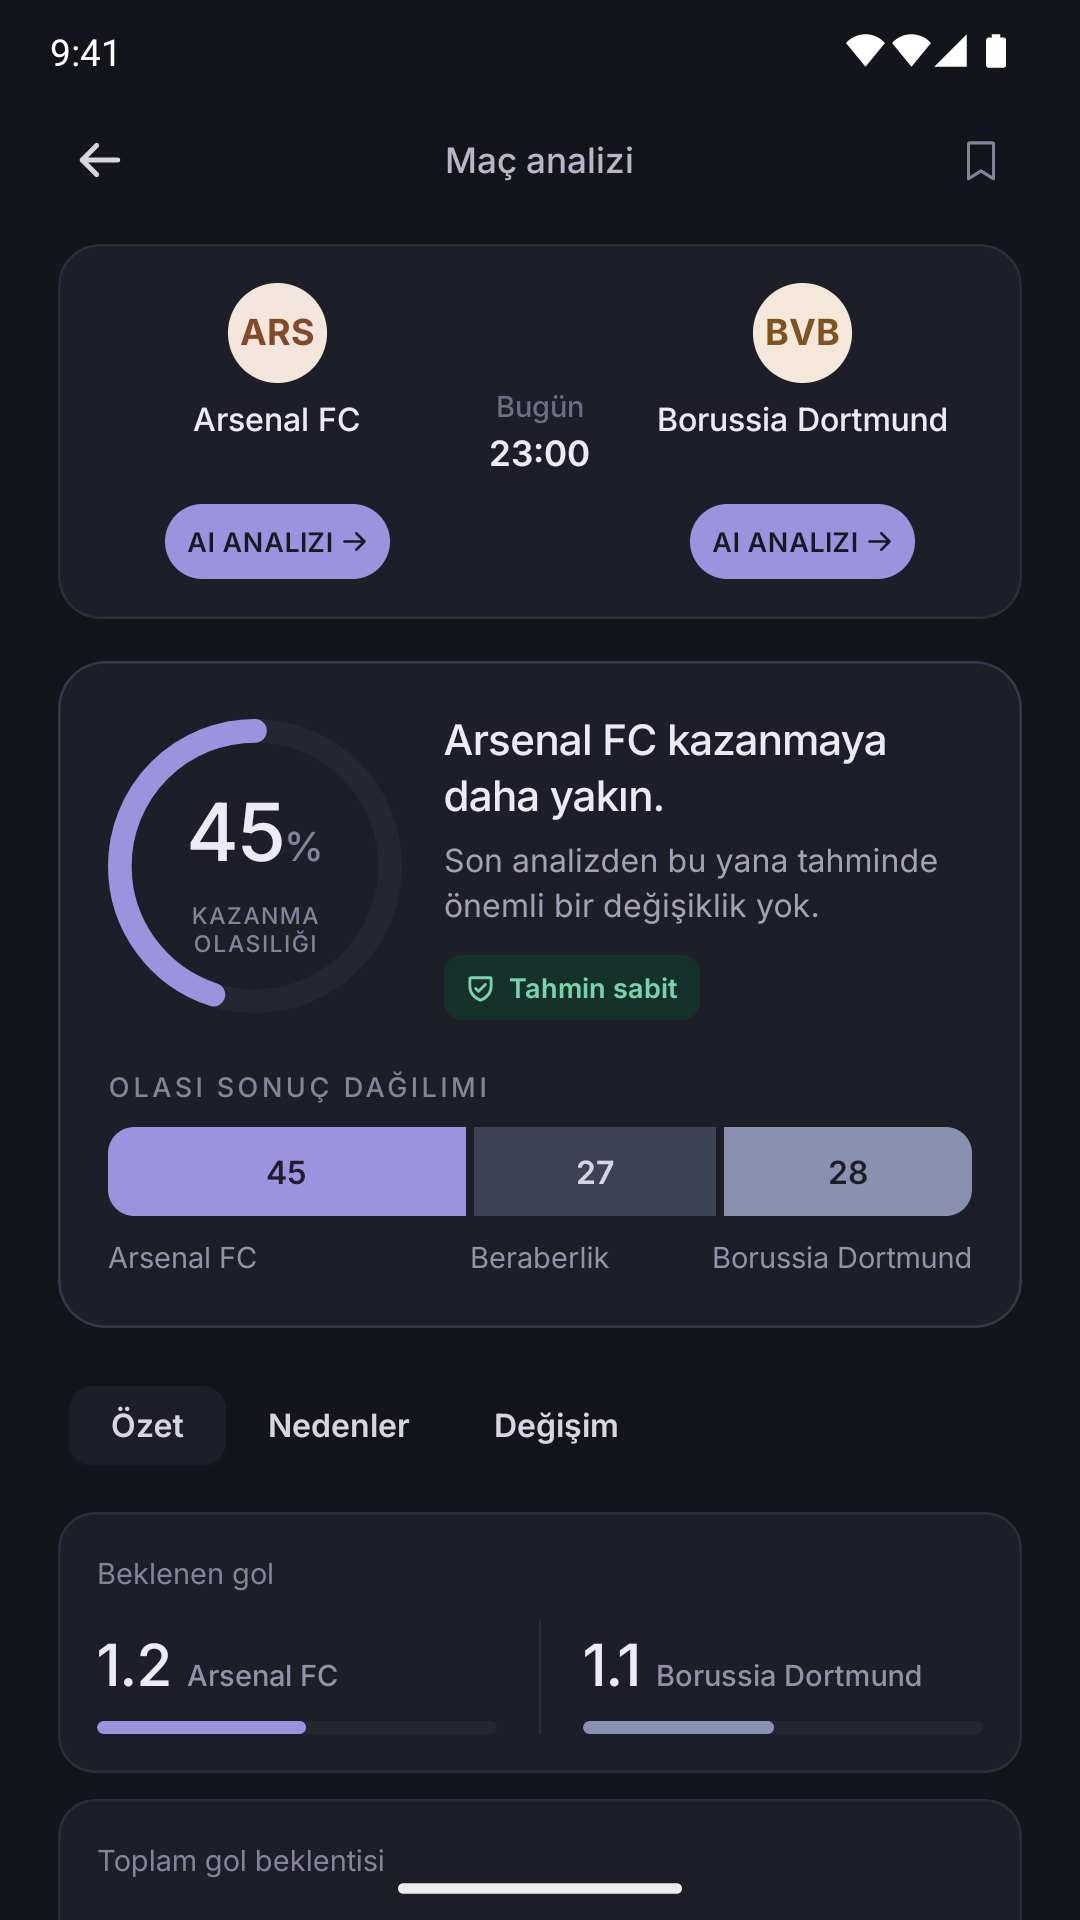 9:41
Maç analizi
ARS
BVB
Arsenal FC
Bugün
23:00
Borussia Dortmund
AI ANALIZI →
AI ANALIZI →
45%
KAZANMA
OLASILIĞI
Arsenal FC kazanmaya
daha yakın.
Son analizden bu yana tahminde
önemli bir değişiklik yok.
Tahmin sabit
OLASI SONUÇ DAĞILIMI
45
27
28
Arsenal FC
Beraberlik
Borussia Dortmund
Özet
Nedenler
Değişim
Beklenen gol
1.2 Arsenal FC
1.1 Borussia Dortmund
Toplam gol beklentisi